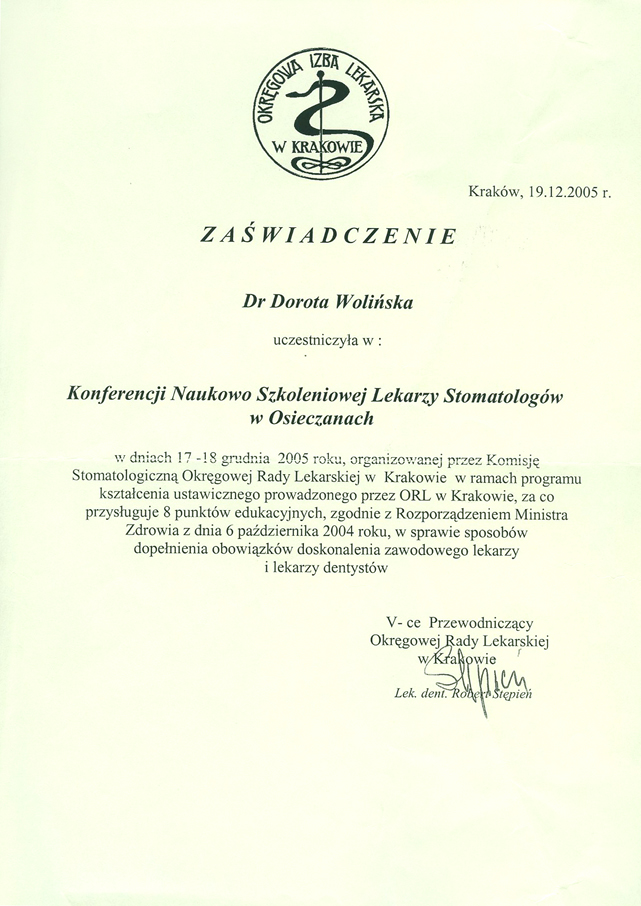 OKRĘGOWA IZBA LEKARSKA
W KRAKOWIE
Kraków, 19.12.2005 r.
ZAŚWIADCZENIE
Dr Dorota Wolińska
uczestniczyła w :
Konferencji Naukowo Szkoleniowej Lekarzy Stomatologów
w Osieczanach
w dniach 17 -18 grudnia 2005 roku, organizowanej przez Komisję
Stomatologiczną Okręgowej Rady Lekarskiej w Krakowie w ramach programu
kształcenia ustawicznego prowadzonego przez ORL w Krakowie, za co
przysługuje 8 punktów edukacyjnych, zgodnie z Rozporządzeniem Ministra
Zdrowia z dnia 6 października 2004 roku, w sprawie sposobów
dopełnienia obowiązków doskonalenia zawodowego lekarzy
i lekarzy dentystów
V- ce Przewodniczący
Okręgowej Rady Lekarskiej
w Krakowie
Stępień
Lek. dent. Robert Stępień